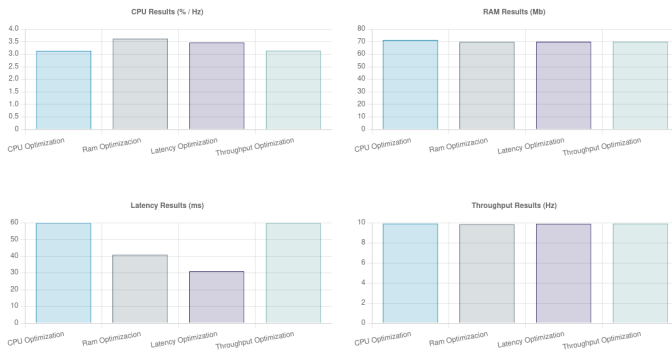 CPU Results (% / Hz)
4.0
3.5
3.0
2.5
2.0
1.5
1.0
0.5
0
CPU Optimization
Ram Optimizacion
Latency Optimization
Throughput Optimization
RAM Results (Mb)
80
70
60
50
40
30
20
10
0
CPU Optimization
Ram Optimizacion
Latency Optimization
Throughput Optimization
Latency Results (ms)
60
50
40
30
20
10
0
CPU Optimization
Ram Optimizacion
Latency Optimization
Throughput Optimization
Throughput Results (Hz)
10
8
6
4
2
0
CPU Optimization
Ram Optimizacion
Latency Optimization
Throughput Optimization